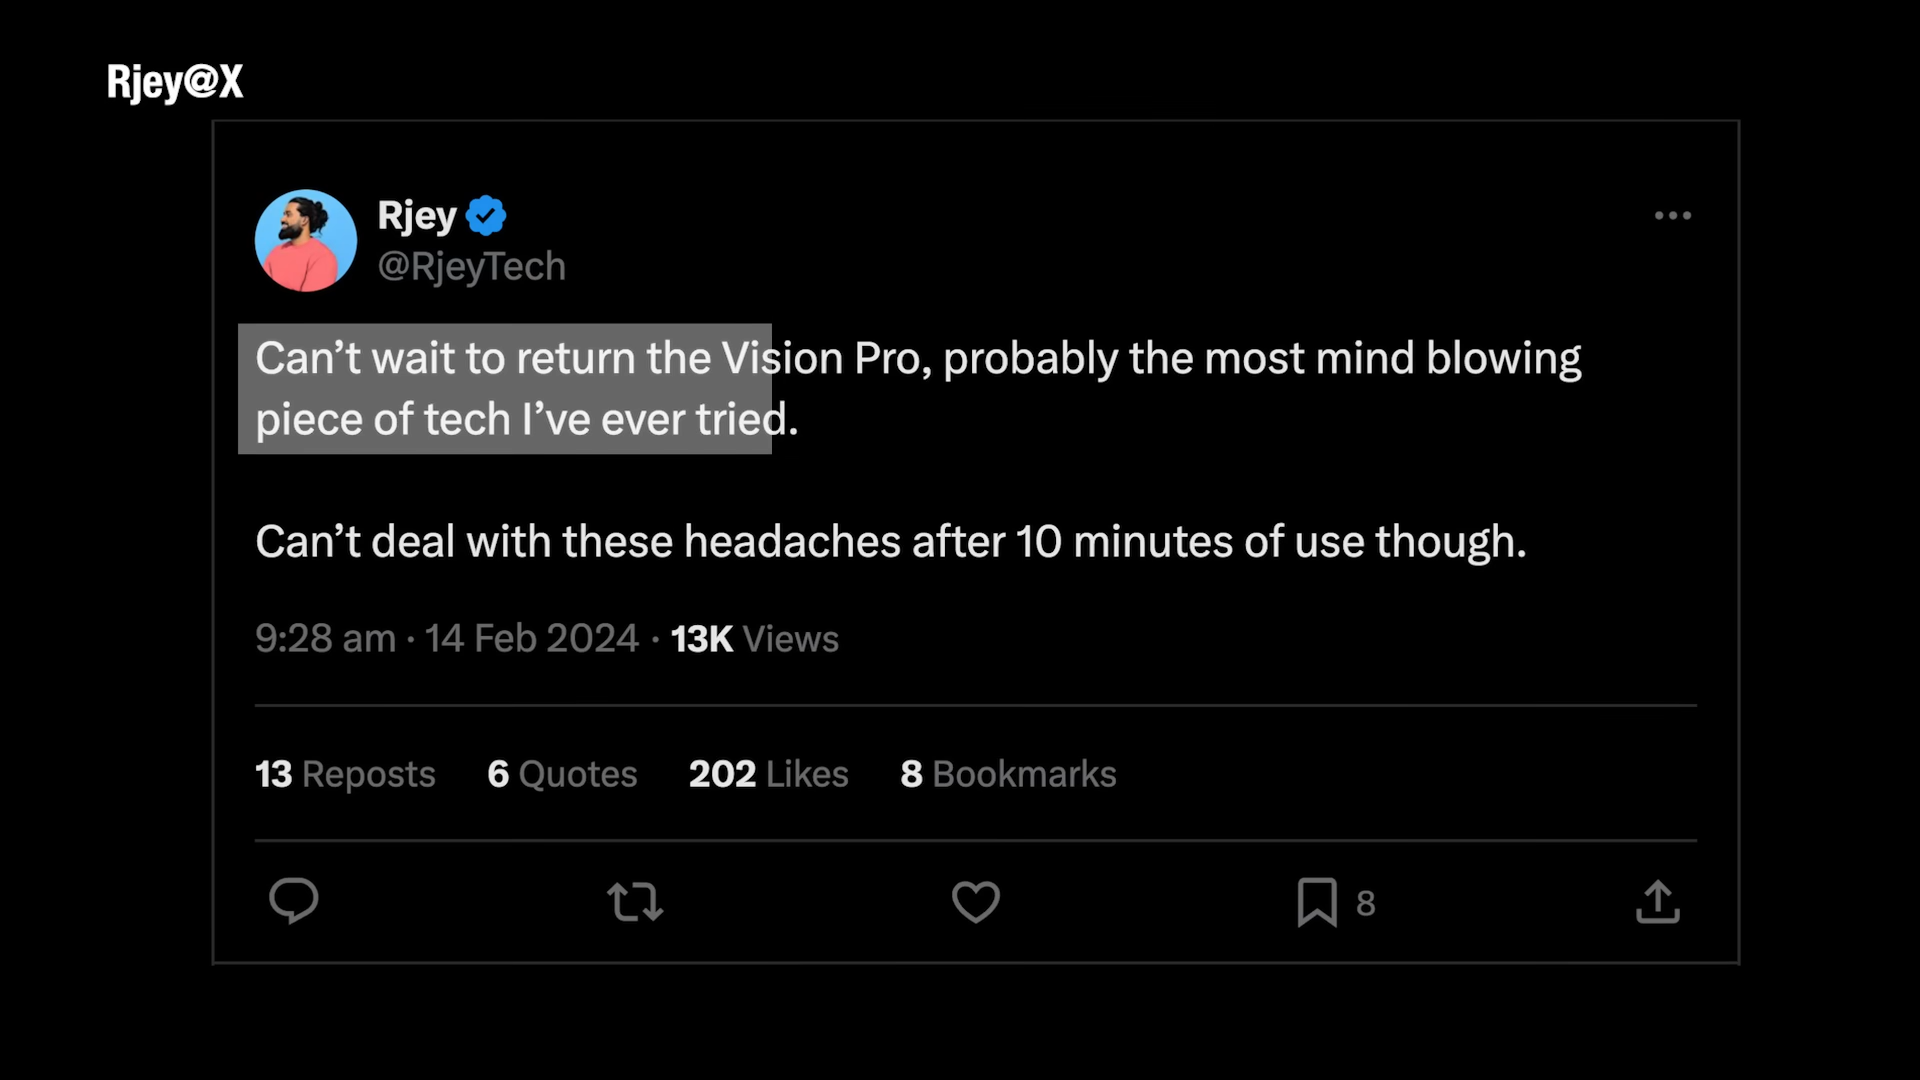 Rjey@X
Rjey
@RjeyTech
Can’t wait to return the Vision Pro, probably the most mind blowing
piece of tech I’ve ever tried.
Can’t deal with these headaches after 10 minutes of use though.
9:28 am · 14 Feb 2024 · 13K Views
13 Reposts 6 Quotes 202 Likes 8 Bookmarks
8